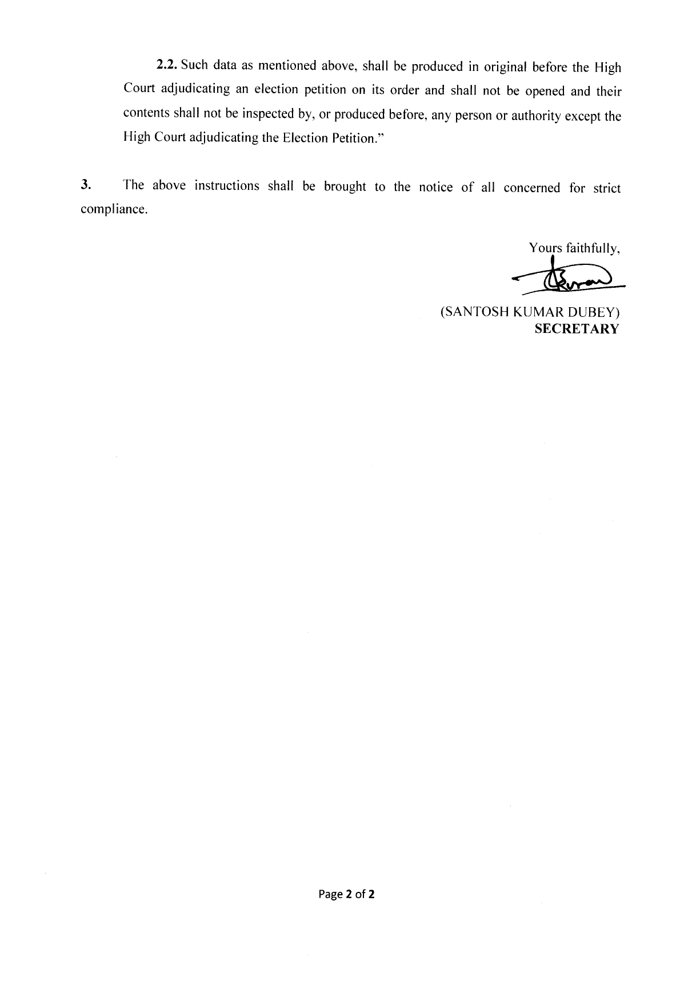 2.2. Such data as mentioned above, shall be produced in original before the High
Court adjudicating an election petition on its order and shall not be opened and their
contents shall not be inspected by, or produced before, any person or authority except the
High Court adjudicating the Election Petition.”
3. The above instructions shall be brought to the notice of all concerned for strict
compliance.
Yours faithfully,
(SANTOSH KUMAR DUBEY)
SECRETARY
Page 2 of 2